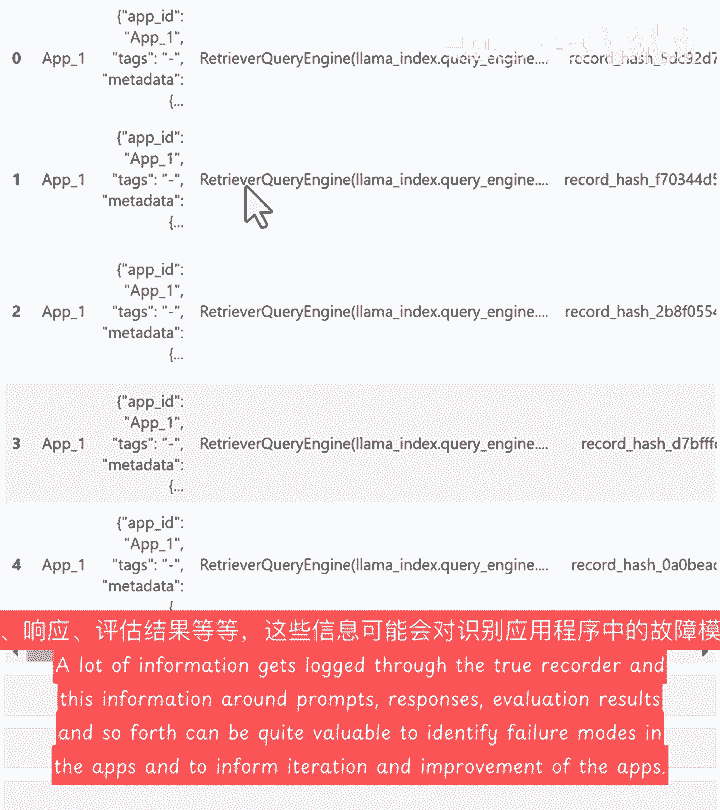 {"app_id":
"App_1",
0 App_1 "tags": "-", RetrieverQueryEngine(llama_index.query_engine....
"metadata":
{...
{"app_id":
"App_1",
1 App_1 "tags": "-", RetrieverQueryEngine(llama_index.query_engine.... record_hash_f70344d5
"metadata":
{...
{"app_id":
"App_1",
2 App_1 "tags": "-", RetrieverQueryEngine(llama_index.query_engine.... record_hash_2b8f0554
"metadata":
{...
{"app_id":
"App_1",
3 App_1 "tags": "-", RetrieverQueryEngine(llama_index.query_engine.... record_hash_d7bfff
"metadata":
{...
{"app_id":
"App_1",
4 App_1 "tags": "-", RetrieverQueryEngine(llama_index.query_engine.... record_hash_0a0beac
"metadata":
、响应、评估结果等等，这些信息可能会对识别应用程序中的故障模
A lot of information gets logged through the true recorder and
this information around prompts, responses, evaluation results
and so forth can be quite valuable to identify failure modes in
the apps and to inform iteration and improvement of the apps.